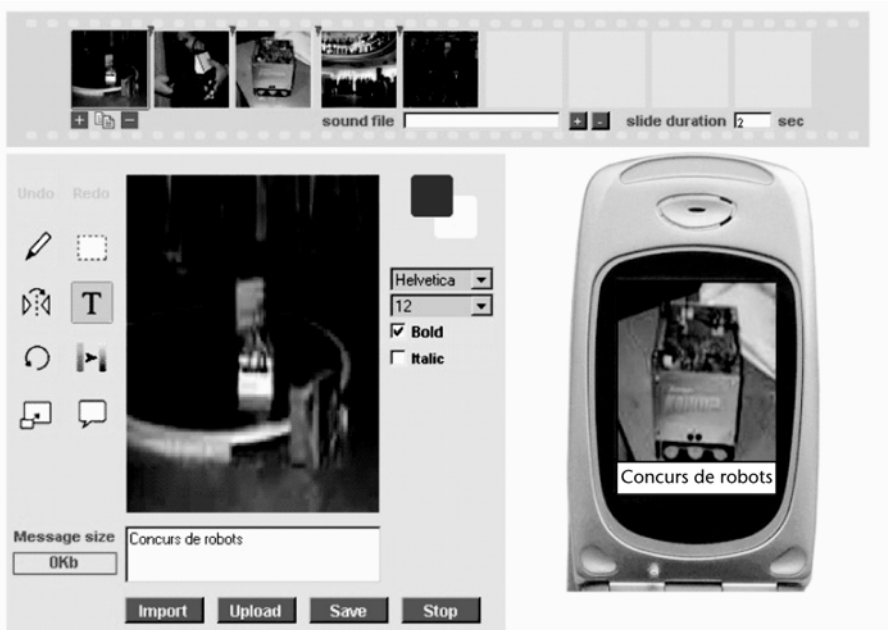 sound file
slide duration 2 sec
Undo Redo
Helvetica
12
Bold
T
Italic
Concurs de robots
Message size
0Kb
Concurs de robots
Import Upload Save Stop